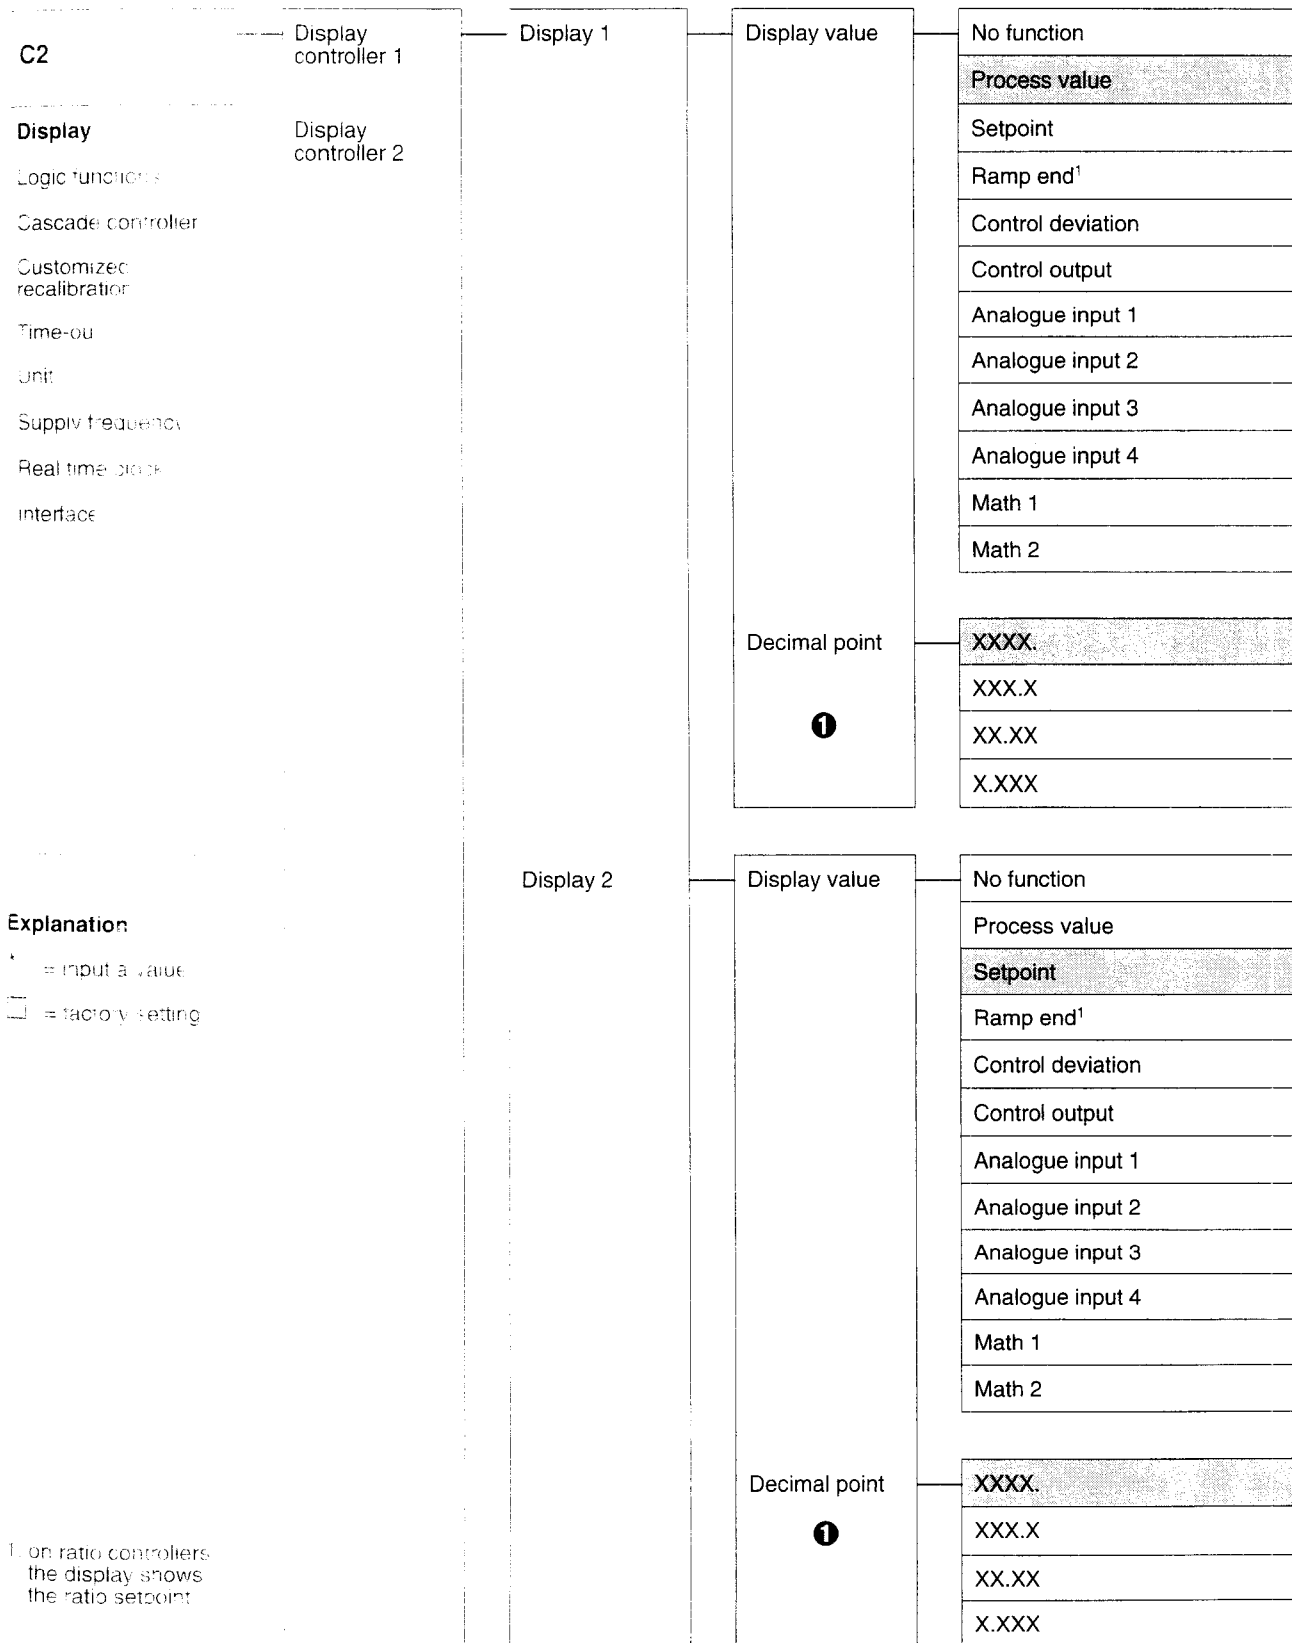 C2
Display
Logic functions
Cascade controller
Customized
recalibration
Time-out
Unit
Supply frequency
Real time clock
Interface
Explanation
* = input a value
= factory setting
1. on ratio controllers
the display shows
the ratio setpoint
Display
controller 1
Display
controller 2
Display 1
Display value
No function
Process value
Setpoint
Ramp end¹
Control deviation
Control output
Analogue input 1
Analogue input 2
Analogue input 3
Analogue input 4
Math 1
Math 2
Decimal point
❶
XXXX.
XXX.X
XX.XX
X.XXX
Display 2
Display value
No function
Process value
Setpoint
Ramp end¹
Control deviation
Control output
Analogue input 1
Analogue input 2
Analogue input 3
Analogue input 4
Math 1
Math 2
Decimal point
❶
XXXX.
XXX.X
XX.XX
X.XXX